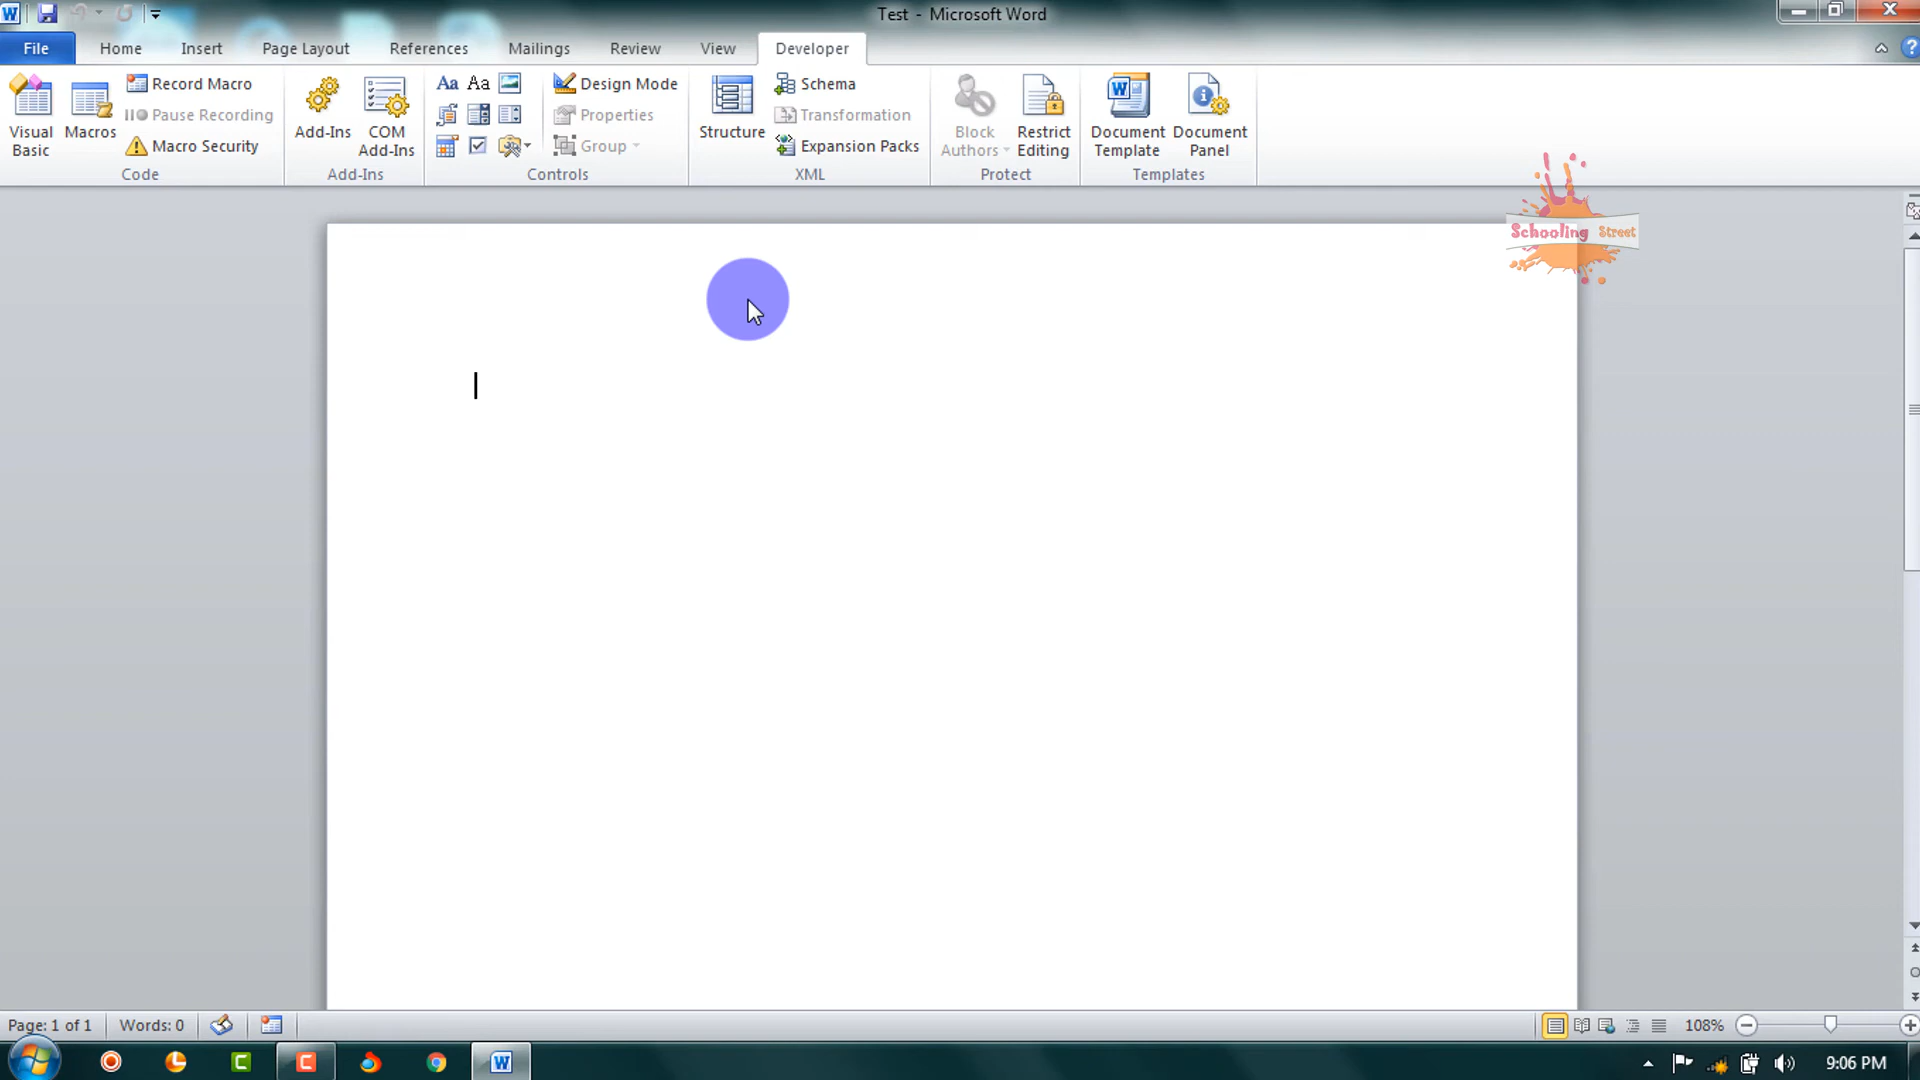 Test - Microsoft Word
File Home Insert Page Layout References Mailings Review View Developer
Visual Basic
Macros
Record Macro
Pause Recording
Macro Security
Code
Add-Ins
COM Add-Ins
Add-Ins
Aa Aa
Design Mode
Properties
Group
Controls
Structure
Schema
Transformation
Expansion Packs
XML
Block Authors
Restrict Editing
Protect
Document Template
Document Panel
Templates
Schooling Street
Page: 1 of 1 Words: 0 108%
9:06 PM